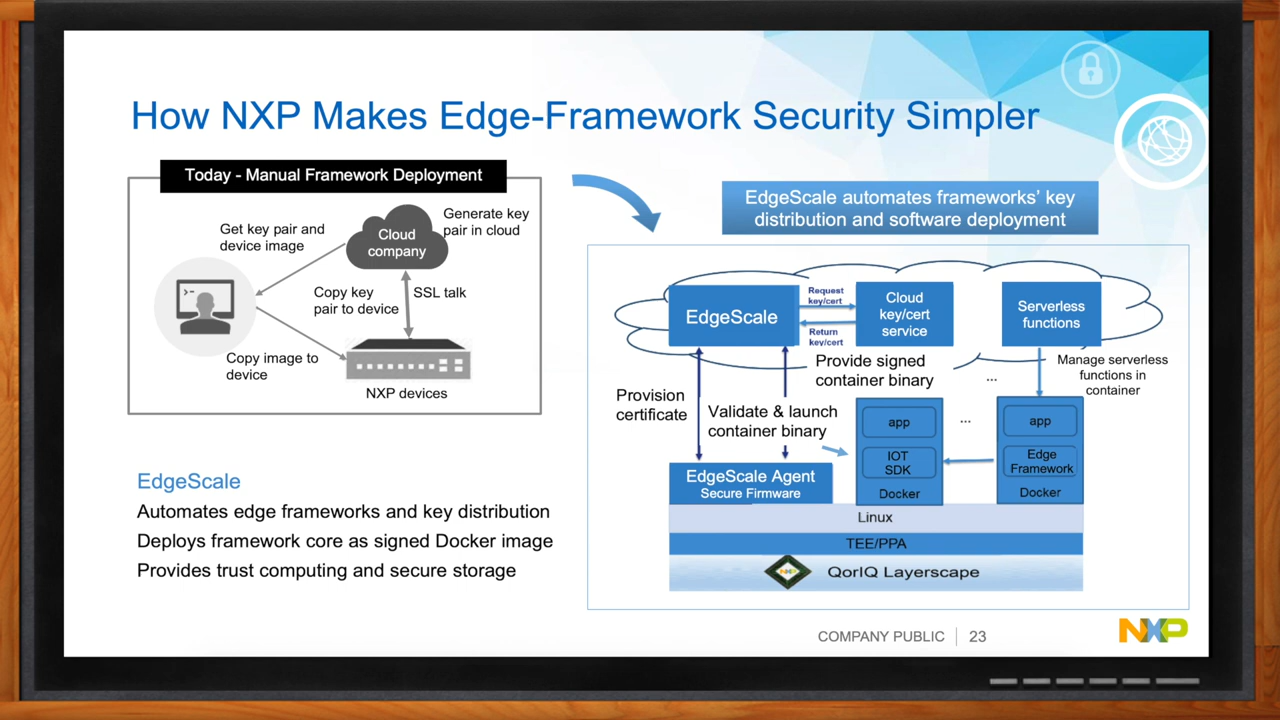 How NXP Makes Edge-Framework Security Simpler
Today - Manual Framework Deployment
Get key pair and
device image
Cloud
company
Generate key
pair in cloud
Copy key
pair to device
SSL talk
Copy image to
device
NXP devices
EdgeScale
Automates edge frameworks and key distribution
Deploys framework core as signed Docker image
Provides trust computing and secure storage
EdgeScale automates frameworks' key
distribution and software deployment
EdgeScale
Request
key/cert
Return
key/cert
Cloud
key/cert
service
Serverless
functions
Provide signed
container binary
...
Manage serverless
functions in
container
Provision
certificate
Validate & launch
container binary
app
IOT
SDK
Docker
...
app
Edge
Framework
Docker
EdgeScale Agent
Secure Firmware
Linux
TEE/PPA
NXP
QorIQ Layerscape
COMPANY PUBLIC
23
NXP